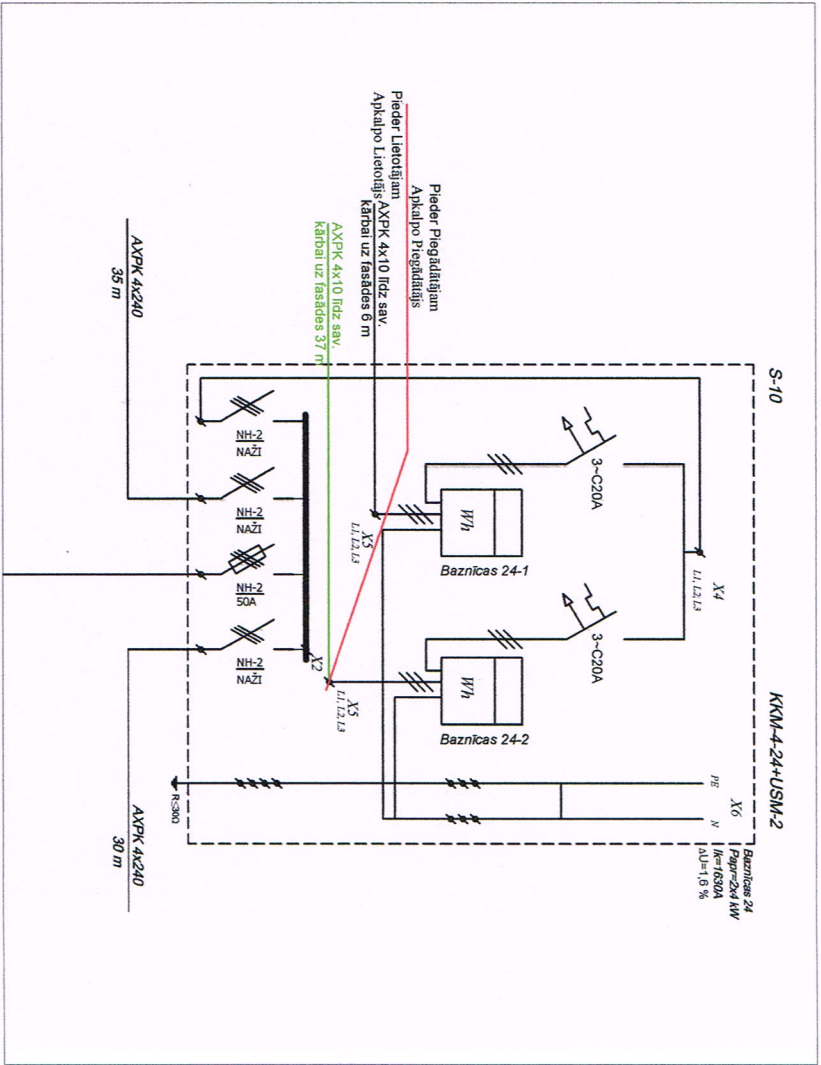 S-10
KKM-4-24+USM-2
Baznīcas 24
Papr=2x4 kW
Ik=1630A
ΔU=1,6 %
X4
L1, L2, L3
X6
PE
N
3~C20A
3~C20A
Wh
Baznīcas 24-1
Wh
Baznīcas 24-2
Pieder Piegādātājam
Apkalpo Piegādātājs
Pieder Lietotājam
Apkalpo Lietotājs
AXPK 4x10 līdz sav.
kārbai uz fasādes 6 m
AXPK 4x10 līdz sav.
kārbai uz fasādes 37 m
X5
L1, L2, L3
X5
L1, L2, L3
X2
NH-2
NAŽI
NH-2
NAŽI
NH-2
50A
NH-2
NAŽI
R≤30Ω
AXPK 4x240
35 m
AXPK 4x240
30 m